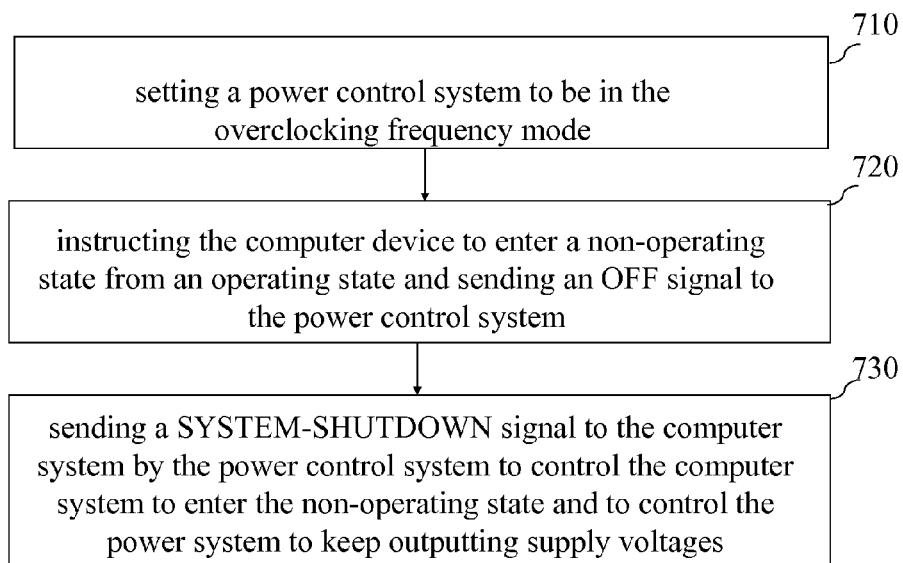 710
setting a power control system to be in the
overclocking frequency mode
720
instructing the computer device to enter a non-operating
state from an operating state and sending an OFF signal to
the power control system
730
sending a SYSTEM-SHUTDOWN signal to the computer
system by the power control system to control the computer
system to enter the non-operating state and to control the
power system to keep outputting supply voltages